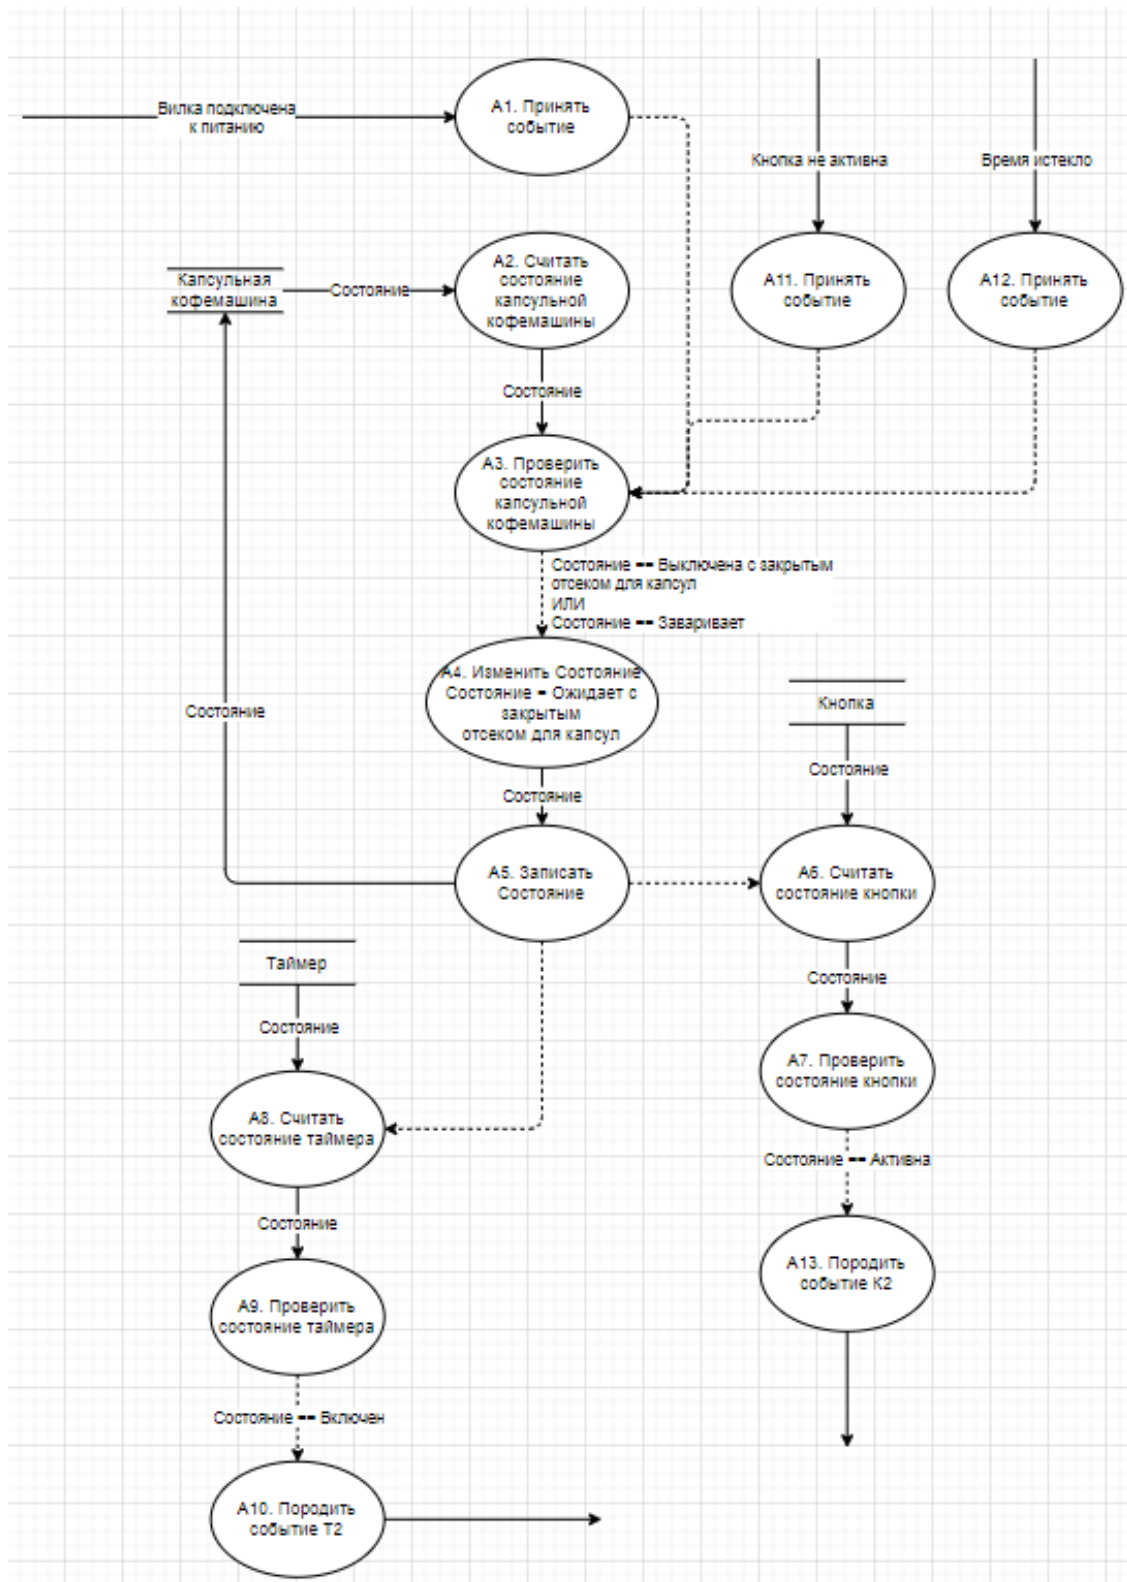 Вилка подключена
к питанию
А1. Принять
событие
Кнопка не активна
Время истекло
Капсульная
кофемашина
Состояние
А2. Считать
состояние
капсульной
кофемашины
А11. Принять
событие
А12. Принять
событие
Состояние
А3. Проверить
состояние
капсульной
кофемашины
Состояние == Выключена с закрытым
отсеком для капсул
ИЛИ
Состояние == Заваривает
А4. Изменить Состояние
Состояние = Ожидает с
закрытым
отсеком для капсул
Состояние
Кнопка
Состояние
Состояние
А5. Записать
Состояние
А6. Считать
состояние кнопки
Таймер
Состояние
Состояние
А7. Проверить
состояние кнопки
А8. Считать
состояние таймера
Состояние == Активна
Состояние
А13. Породить
событие К2
А9. Проверить
состояние таймера
Состояние == Включен
А10. Породить
событие Т2